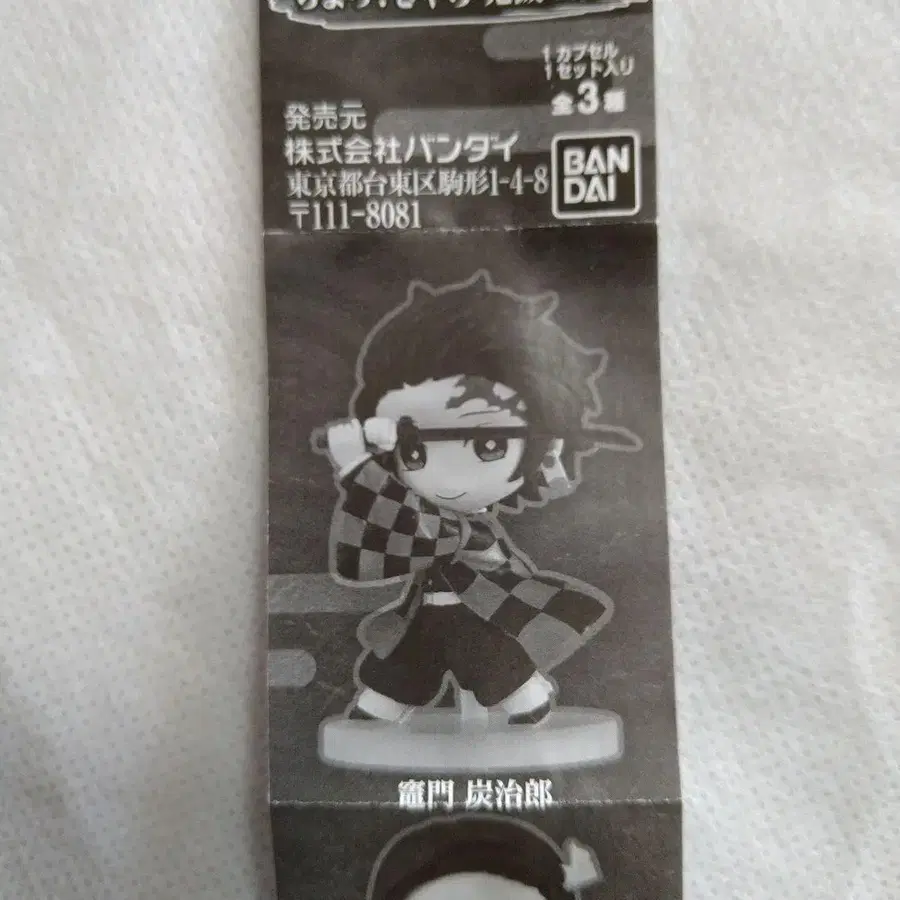 1カプセル
1セット入り
全3種
発売元
株式会社バンダイ
東京都台東区駒形1-4-8
〒111-8081
BAN
DAI
竈門 炭治郎